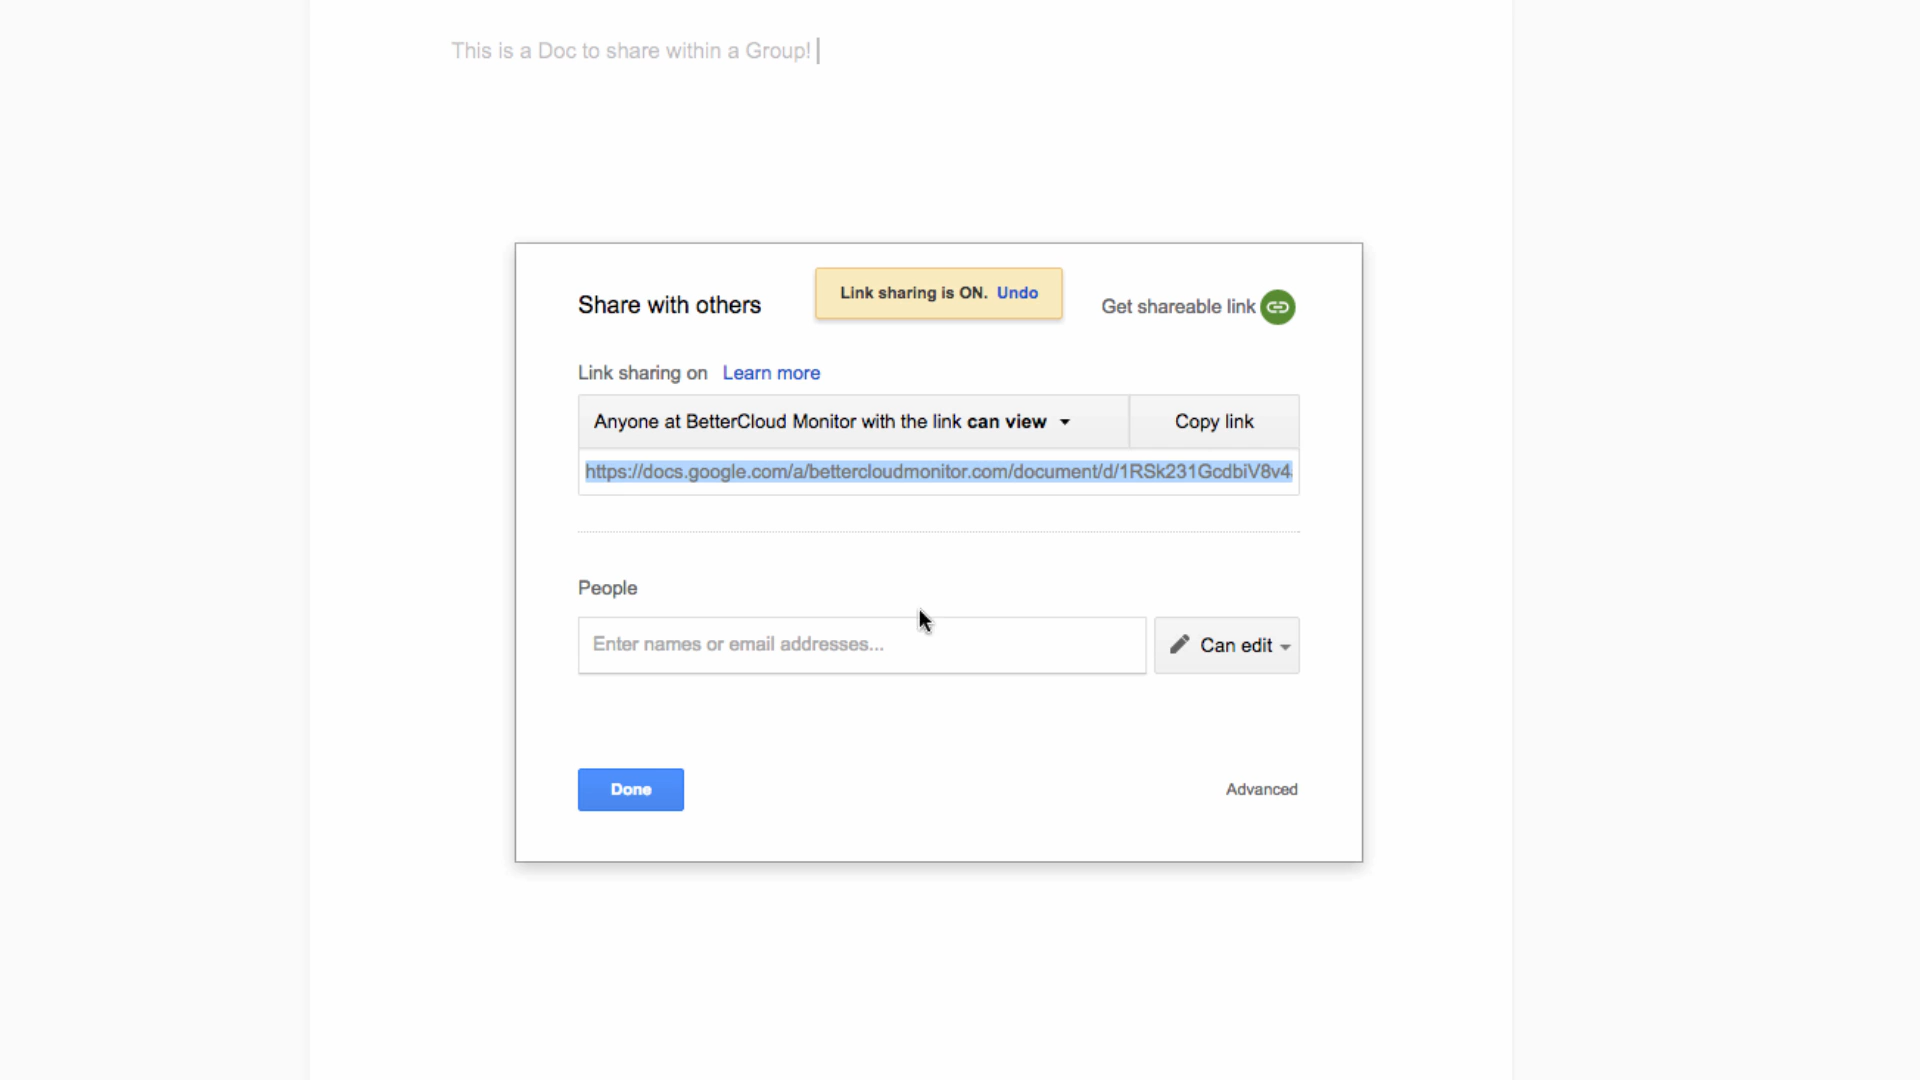 This is a Doc to share within a Group!
Share with others
Link sharing is ON. Undo
Get shareable link
Link sharing on Learn more
Anyone at BetterCloud Monitor with the link can view
Copy link
https://docs.google.com/a/bettercloudmonitor.com/document/d/1RSk231GcdbiV8v4
People
Enter names or email addresses...
Can edit
Done
Advanced